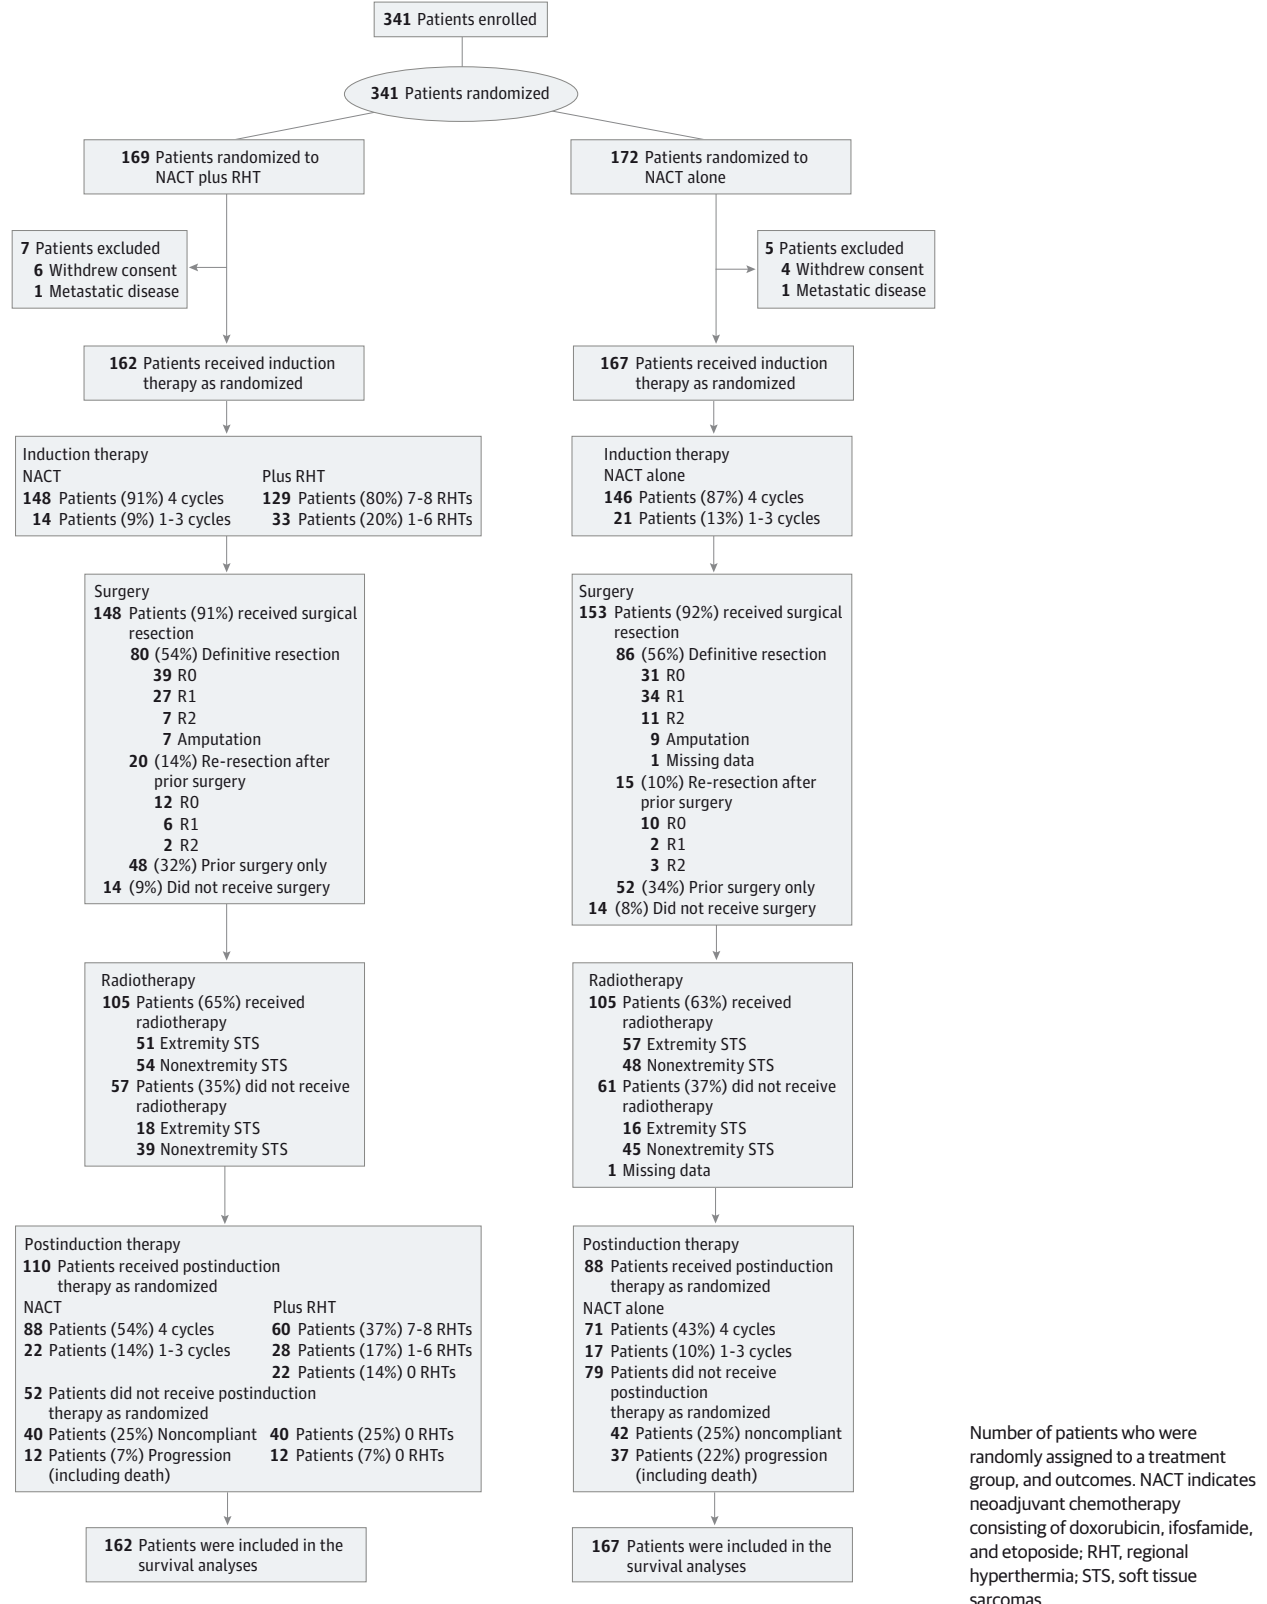 341 Patients enrolled
341 Patients randomized
169 Patients randomized to
NACT plus RHT
172 Patients randomized to
NACT alone
7 Patients excluded
6 Withdrew consent
1 Metastatic disease
5 Patients excluded
4 Withdrew consent
1 Metastatic disease
162 Patients received induction
therapy as randomized
167 Patients received induction
therapy as randomized
Induction therapy
NACT Plus RHT
148 Patients (91%) 4 cycles 129 Patients (80%) 7-8 RHTs
14 Patients (9%) 1-3 cycles 33 Patients (20%) 1-6 RHTs
Induction therapy
NACT alone
146 Patients (87%) 4 cycles
21 Patients (13%) 1-3 cycles
Surgery
148 Patients (91%) received surgical
resection
80 (54%) Definitive resection
39 R0
27 R1
7 R2
7 Amputation
20 (14%) Re-resection after
prior surgery
12 R0
6 R1
2 R2
48 (32%) Prior surgery only
14 (9%) Did not receive surgery
Surgery
153 Patients (92%) received surgical
resection
86 (56%) Definitive resection
31 R0
34 R1
11 R2
9 Amputation
1 Missing data
15 (10%) Re-resection after
prior surgery
10 R0
2 R1
3 R2
52 (34%) Prior surgery only
14 (8%) Did not receive surgery
Radiotherapy
105 Patients (65%) received
radiotherapy
51 Extremity STS
54 Nonextremity STS
57 Patients (35%) did not receive
radiotherapy
18 Extremity STS
39 Nonextremity STS
Radiotherapy
105 Patients (63%) received
radiotherapy
57 Extremity STS
48 Nonextremity STS
61 Patients (37%) did not receive
radiotherapy
16 Extremity STS
45 Nonextremity STS
1 Missing data
Postinduction therapy
110 Patients received postinduction
therapy as randomized
NACT Plus RHT
88 Patients (54%) 4 cycles 60 Patients (37%) 7-8 RHTs
22 Patients (14%) 1-3 cycles 28 Patients (17%) 1-6 RHTs
22 Patients (14%) 0 RHTs
52 Patients did not receive postinduction
therapy as randomized
40 Patients (25%) Noncompliant 40 Patients (25%) 0 RHTs
12 Patients (7%) Progression 12 Patients (7%) 0 RHTs
(including death)
Postinduction therapy
88 Patients received postinduction
therapy as randomized
NACT alone
71 Patients (43%) 4 cycles
17 Patients (10%) 1-3 cycles
79 Patients did not receive
postinduction
therapy as randomized
42 Patients (25%) noncompliant
37 Patients (22%) progression
(including death)
162 Patients were included in the
survival analyses
167 Patients were included in the
survival analyses
Number of patients who were
randomly assigned to a treatment
group, and outcomes. NACT indicates
neoadjuvant chemotherapy
consisting of doxorubicin, ifosfamide,
and etoposide; RHT, regional
hyperthermia; STS, soft tissue
sarcomas